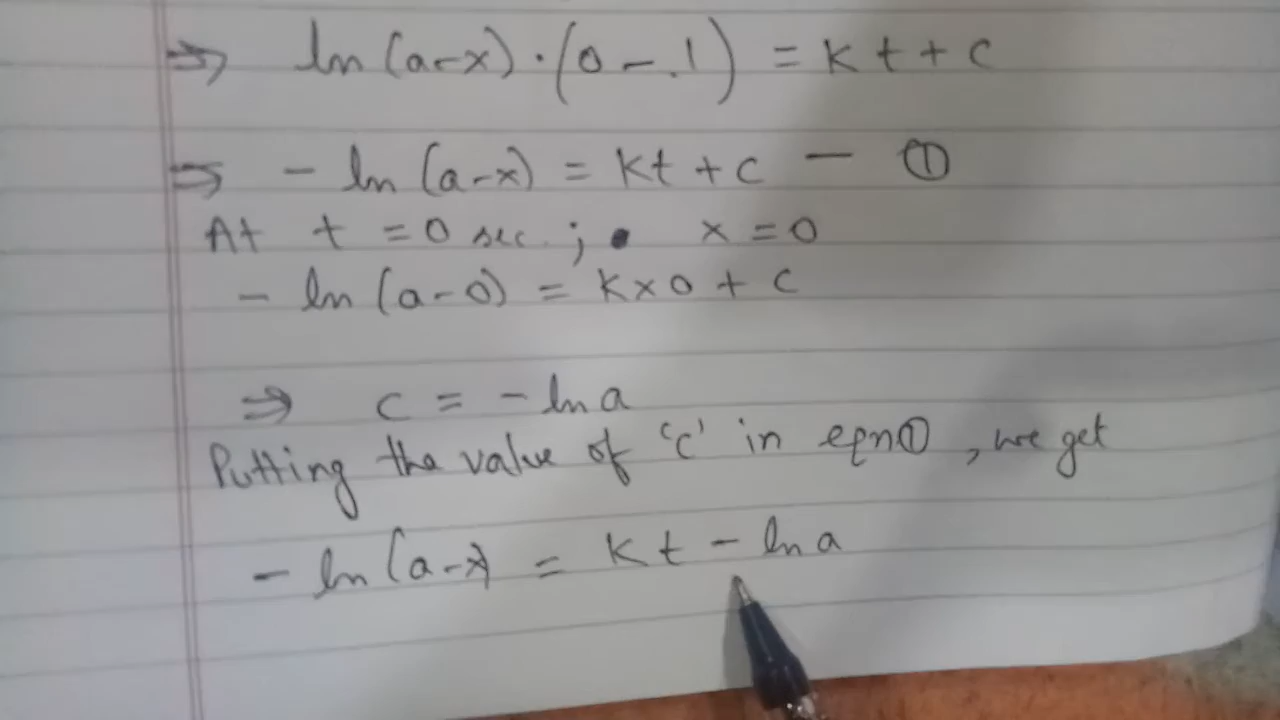 ⇒ ln (a-x) · (0-1) = kt + c
⇒ - ln (a-x) = kt + c — ①
At t = 0 sec ; x = 0
- ln (a-0) = k×0 + c
⇒ c = - ln a
Putting the value of 'c' in eqn①, we get
- ln (a-x) = kt - ln a